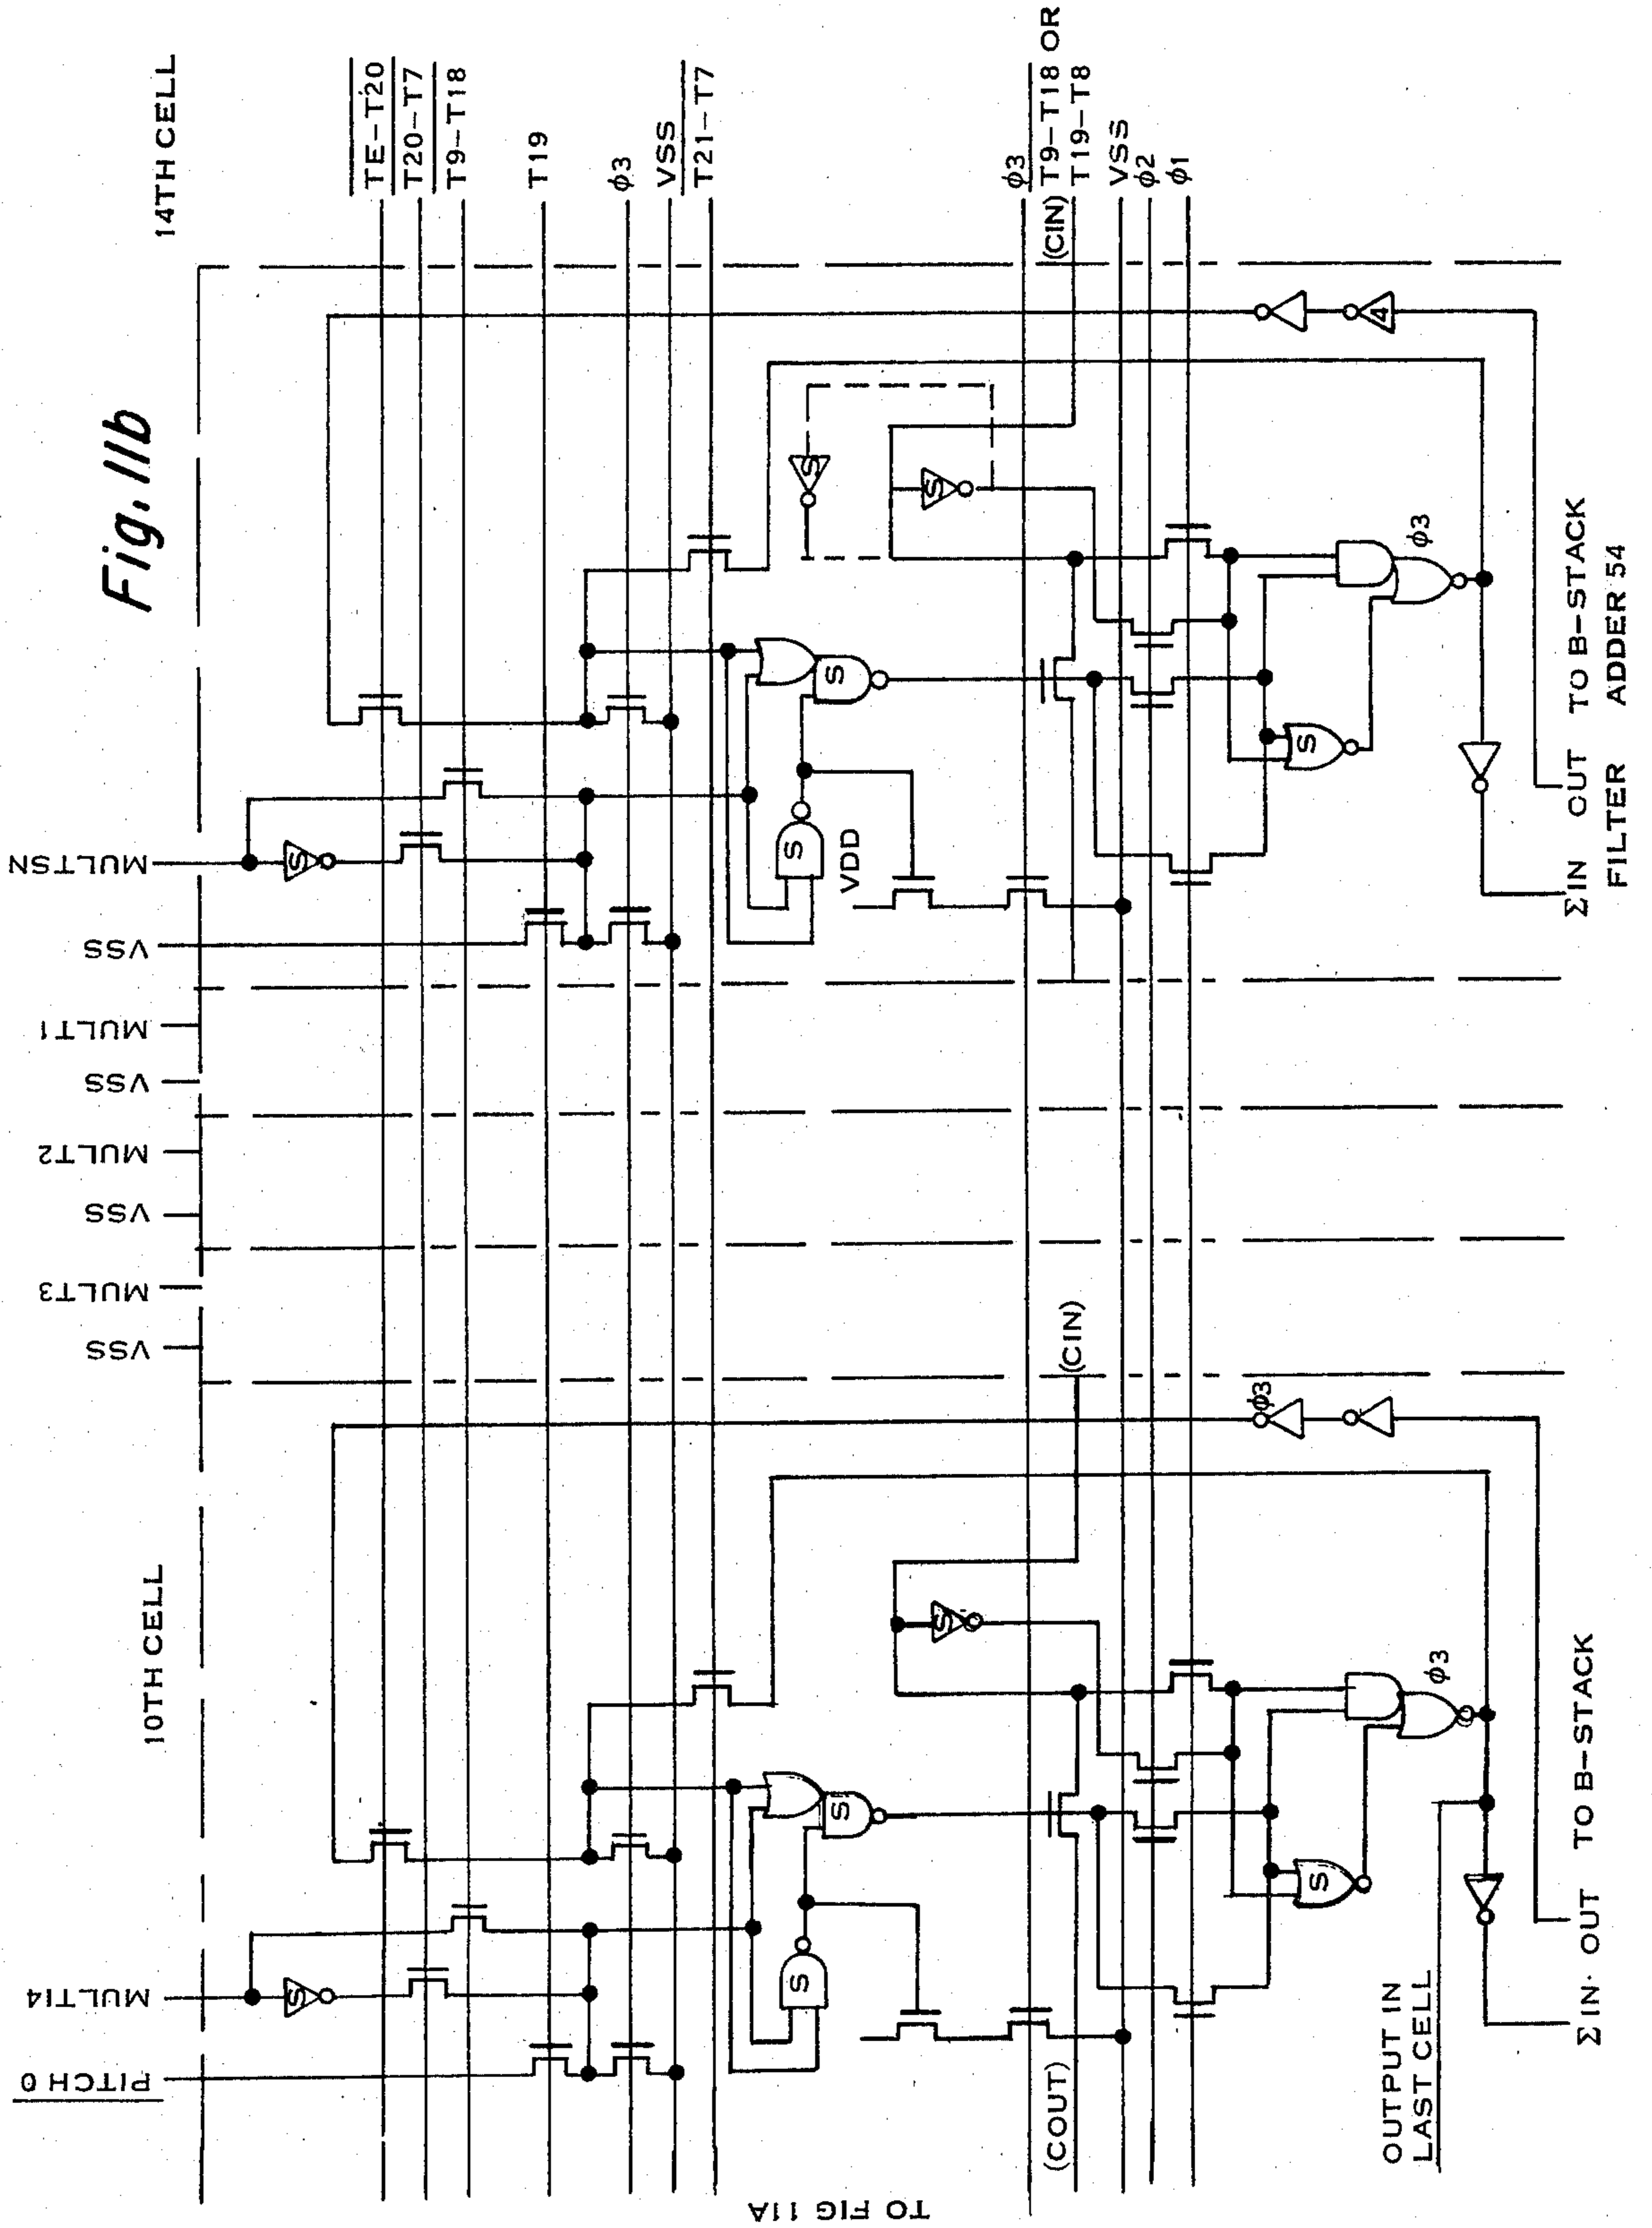 Fig. 11b
14TH CELL
10TH CELL
TE-T20
T20-T7
T9-T18
T19
φ3
VSS
T21-T7
φ3
(CIN) T9-T18 OR
T19-T8
VSS
φ2
φ1
MULTSN
VSS
MULT1
VSS
MULT2
VSS
MULT3
VSS
MULT14
PITCH 0
S
S
S
S
S
VDD
S
4
φ3
S
S
S
S
S
φ3
φ3
(CIN)
(COUT)
TO FIG 11A
ΣIN OUT TO B-STACK
FILTER ADDER 54
ΣIN. OUT TO B-STACK
OUTPUT IN
LAST CELL